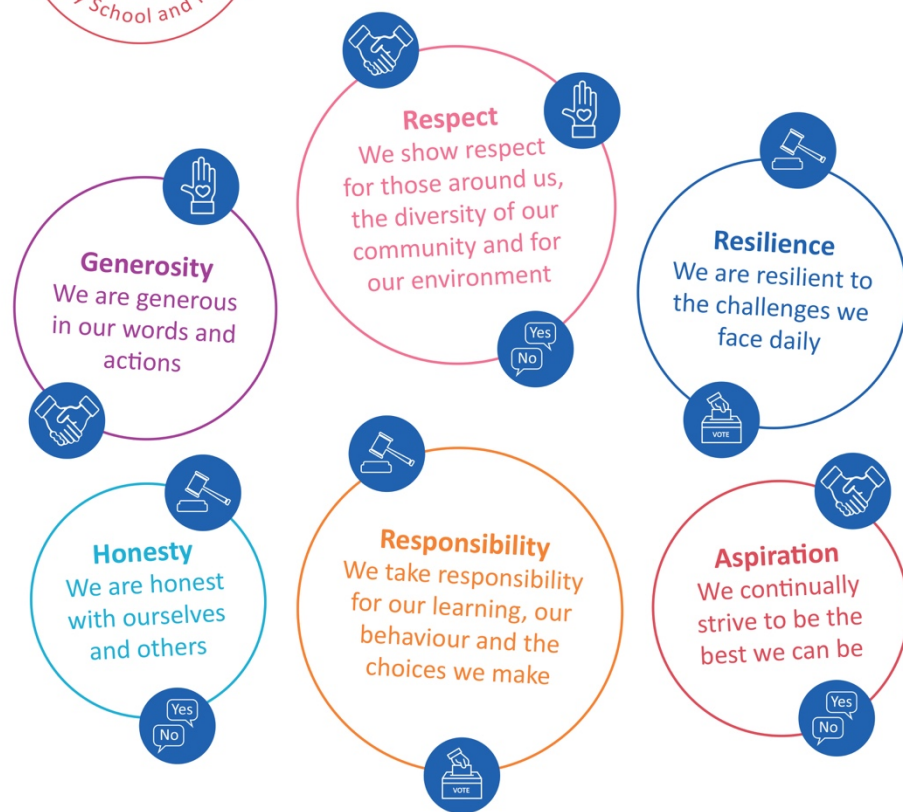 School and
Respect
We show respect
for those around us,
the diversity of our
community and for
our environment
Yes
No
Generosity
We are generous
in our words and
actions
Resilience
We are resilient to
the challenges we
face daily
VOTE
Honesty
We are honest
with ourselves
and others
Yes
No
Responsibility
We take responsibility
for our learning, our
behaviour and the
choices we make
VOTE
Aspiration
We continually
strive to be the
best we can be
Yes
No